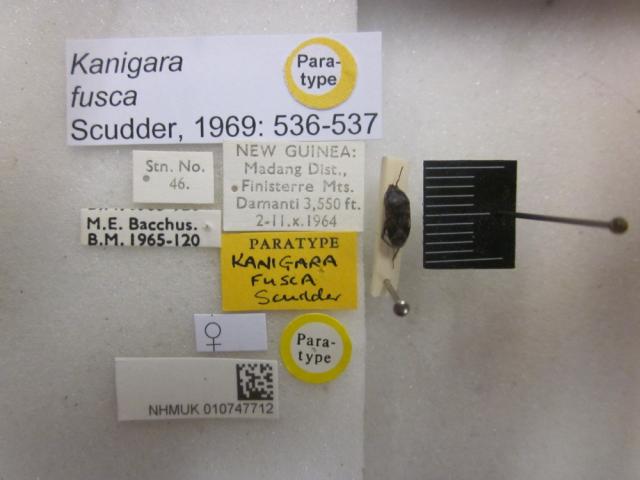 Kanigara
fusca
Scudder, 1969: 536-537
Para-
type
Stn. No.
46.
NEW GUINEA:
Madang Dist.,
Finisterre Mts.
Damanti 3,550 ft.
2-11.x.1964
M.E. Bacchus.
B.M. 1965-120
PARATYPE
KANIGARA
FUSCA
Scudder
♀
Para-
type
NHMUK 010747712